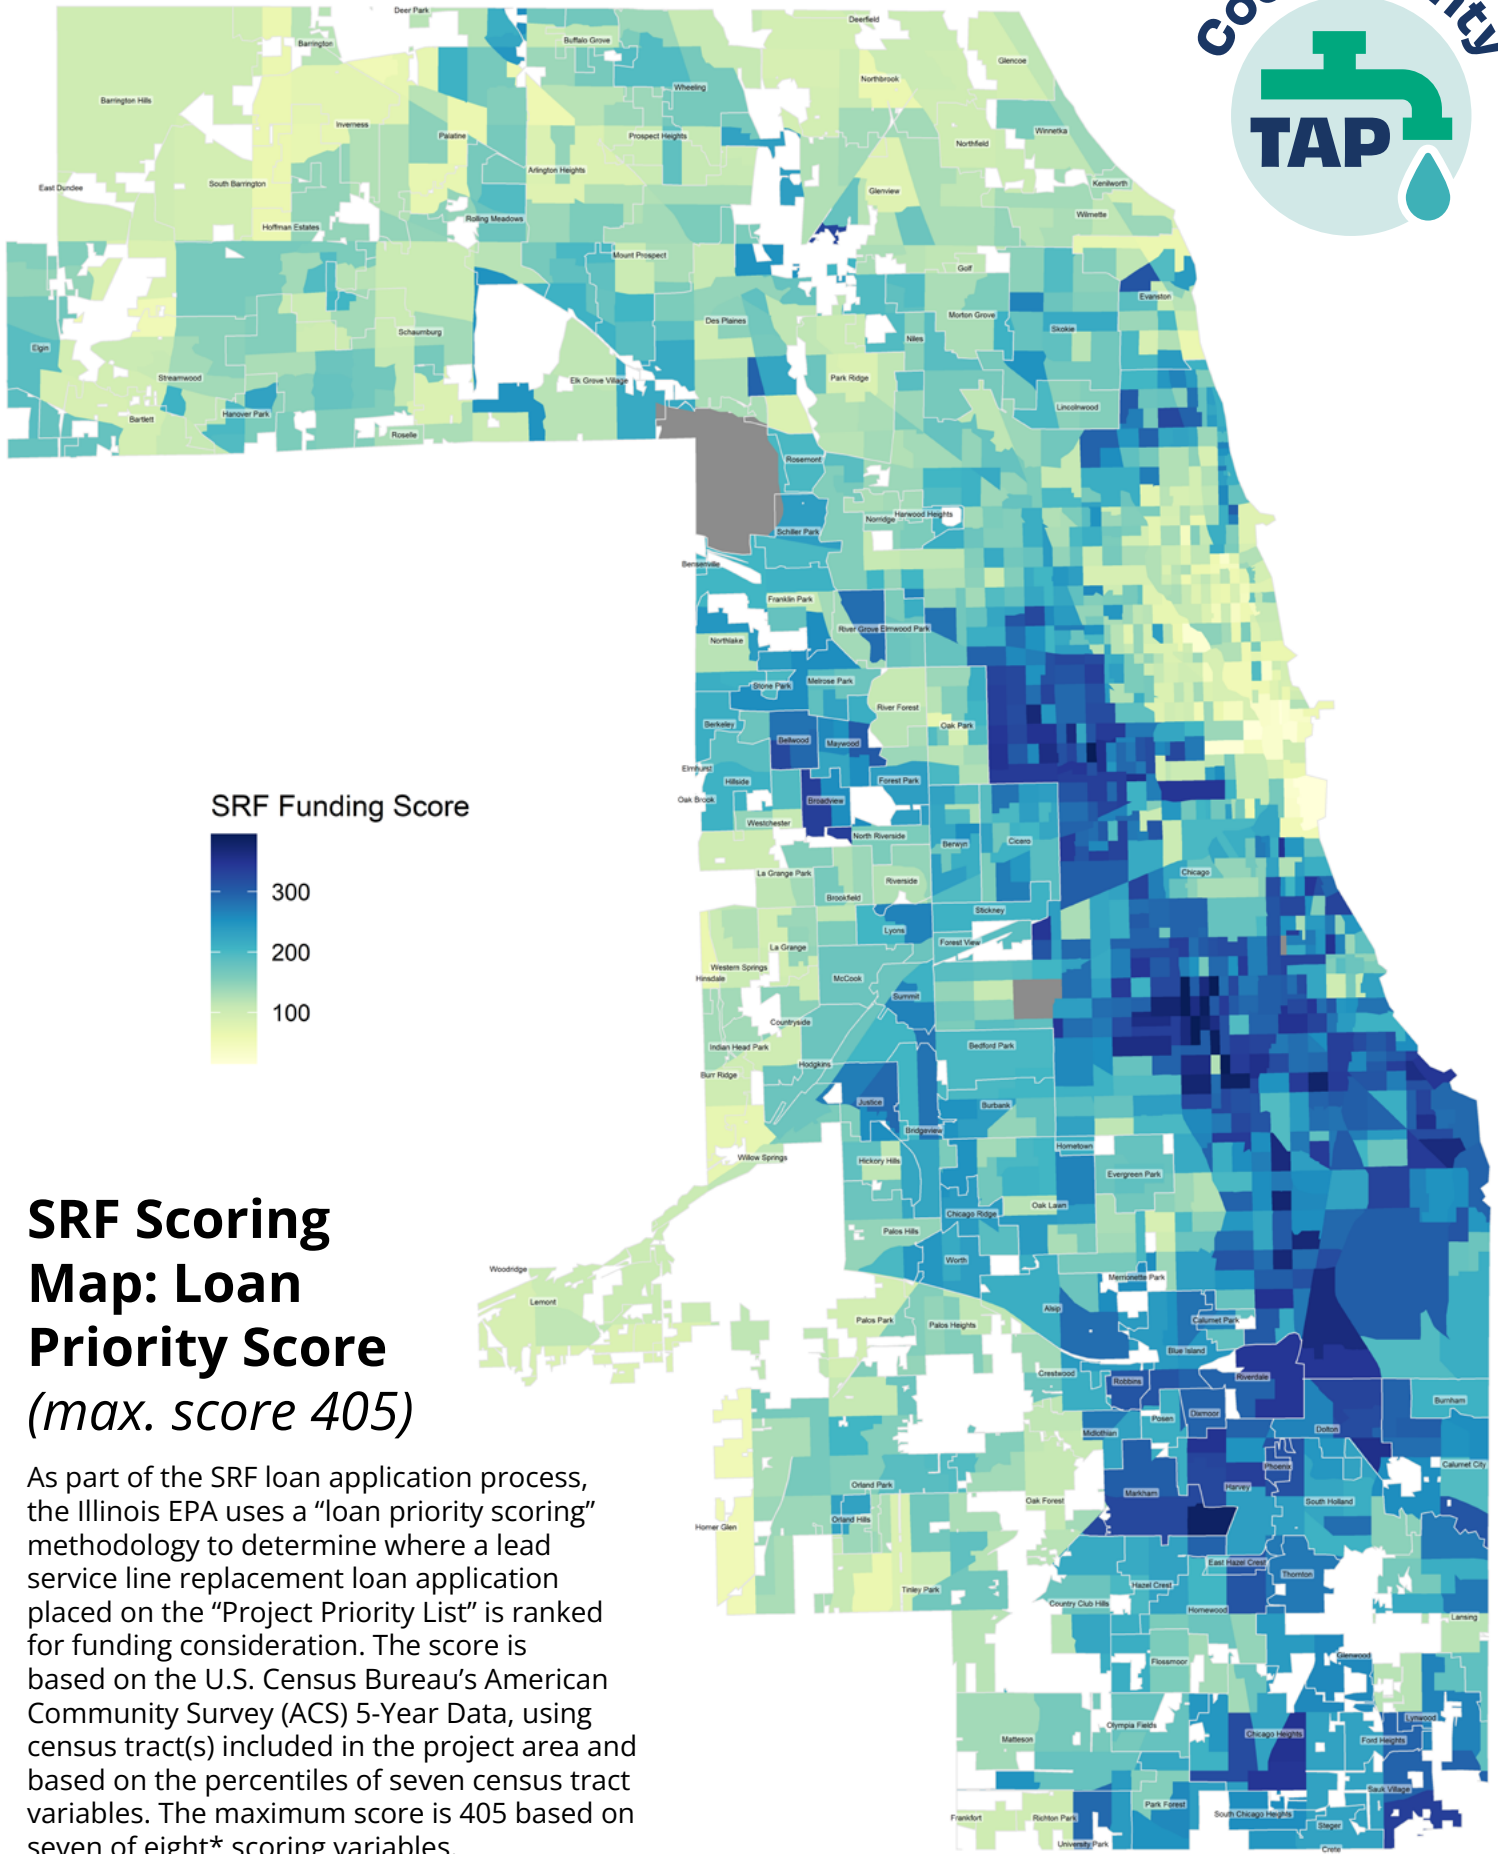 TAP
Deer Park
Deerfield
Barrington
Buffalo Grove
Glencoe
Northbrook
Wheeling
Barrington Hills
Inverness
Palatine
Prospect Heights
Winnetka
Northfield
Arlington Heights
East Dundee
South Barrington
Glenview
Kenilworth
Rolling Meadows
Wilmette
Hoffman Estates
Mount Prospect
Golf
Evanston
Des Plaines
Morton Grove
Skokie
Schaumburg
Niles
Elgin
Streamwood
Elk Grove Village
Park Ridge
Lincolnwood
Hanover Park
Bartlett
Roselle
Rosemont
Norridge
Harwood Heights
Schiller Park
Bensenville
Franklin Park
River Grove
Elmwood Park
Northlake
Stone Park
Melrose Park
River Forest
Berkeley
Oak Park
Bellwood
Maywood
Elmhurst
Hillside
Forest Park
Oak Brook
Broadview
Westchester
North Riverside
SRF Funding Score
300
200
100
Berwyn
Cicero
La Grange Park
Riverside
Chicago
Brookfield
Stickney
Lyons
Forest View
La Grange
Western Springs
Hinsdale
McCook
Summit
Countryside
Indian Head Park
Bedford Park
Hodgkins
Burr Ridge
Justice
Burbank
Bridgeview
Hometown
Willow Springs
Hickory Hills
Evergreen Park
Oak Lawn
Chicago Ridge
Palos Hills
Worth
Woodridge
Merrionette Park
Lemont
Alsip
Palos Park
Palos Heights
Calumet Park
Blue Island
Crestwood
Robbins
Riverdale
Burnham
Posen
Dixmoor
Midlothian
Dolton
Phoenix
Calumet City
Orland Park
Markham
Harvey
Oak Forest
South Holland
Orland Hills
Homer Glen
East Hazel Crest
Thornton
Hazel Crest
Tinley Park
Country Club Hills
Homewood
Lansing
Glenwood
Flossmoor
Lynwood
Olympia Fields
Chicago Heights
Matteson
Ford Heights
Sauk Village
Park Forest
Frankfort
Richton Park
South Chicago Heights
Steger
University Park
Crete
SRF Scoring
Map: Loan
Priority Score
(max. score 405)
As part of the SRF loan application process,
the Illinois EPA uses a “loan priority scoring”
methodology to determine where a lead
service line replacement loan application
placed on the “Project Priority List” is ranked
for funding consideration. The score is
based on the U.S. Census Bureau’s American
Community Survey (ACS) 5-Year Data, using
census tract(s) included in the project area and
based on the percentiles of seven census tract
variables. The maximum score is 405 based on
seven of eight* scoring variables.